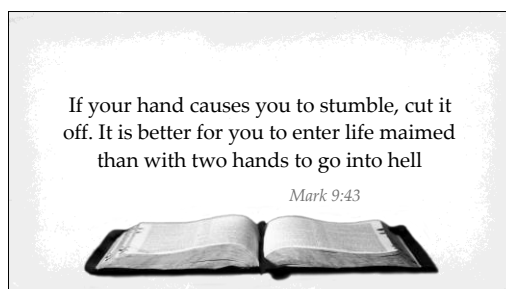 If your hand causes you to stumble, cut it
off. It is better for you to enter life maimed
than with two hands to go into hell
Mark 9:43